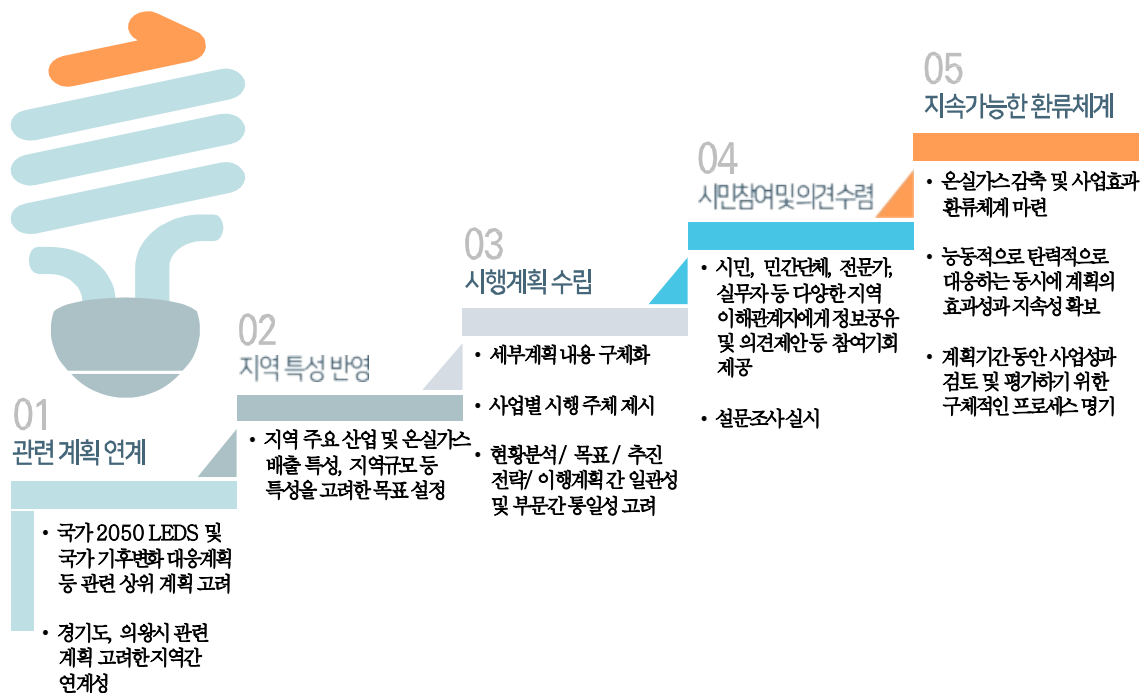 01
관련 계획 연계
• 국가 2050 LEDS 및
국가 기후변화 대응계획
등 관련 상위 계획 고려
• 경기도, 의왕시 관련
계획 고려한 지역간
연계성
02
지역 특성 반영
• 지역 주요 산업 및 온실가스
배출 특성, 지역규모 등
특성을 고려한 목표 설정
03
시행계획 수립
• 세부계획 내용 구체화
• 사업별 시행 주체 제시
• 현황분석/ 목표 / 추진
전략/ 이행계획 간 일관성
및 부문간 통일성 고려
04
시민참여 및 의견 수렴
• 시민, 민간단체, 전문가,
실무자 등 다양한 지역
이해관계자에게 정보공유
및 의견제안 등 참여기회
제공
• 설문조사 실시
05
지속가능한 환류체계
• 온실가스 감축 및 사업효과
환류체계 마련
• 능동적으로 탄력적으로
대응하는 동시에 계획의
효과성과 지속성 확보
• 계획기간 동안 사업성과
검토 및 평가하기 위한
구체적인 프로세스 명기